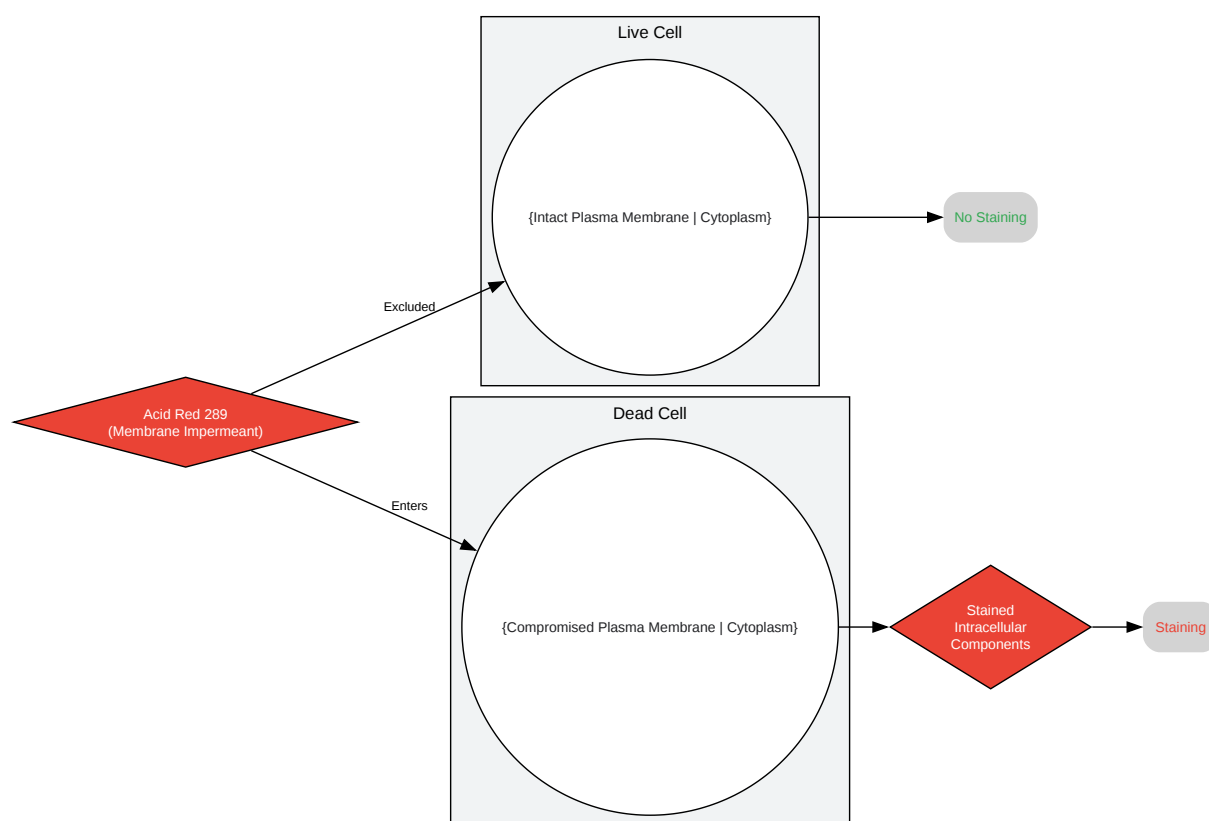 Live Cell
{Intact Plasma Membrane | Cytoplasm}
No Staining
Excluded
Acid Red 289
(Membrane Impermeant)
Enters
Dead Cell
{Compromised Plasma Membrane | Cytoplasm}
Stained
Intracellular
Components
Staining